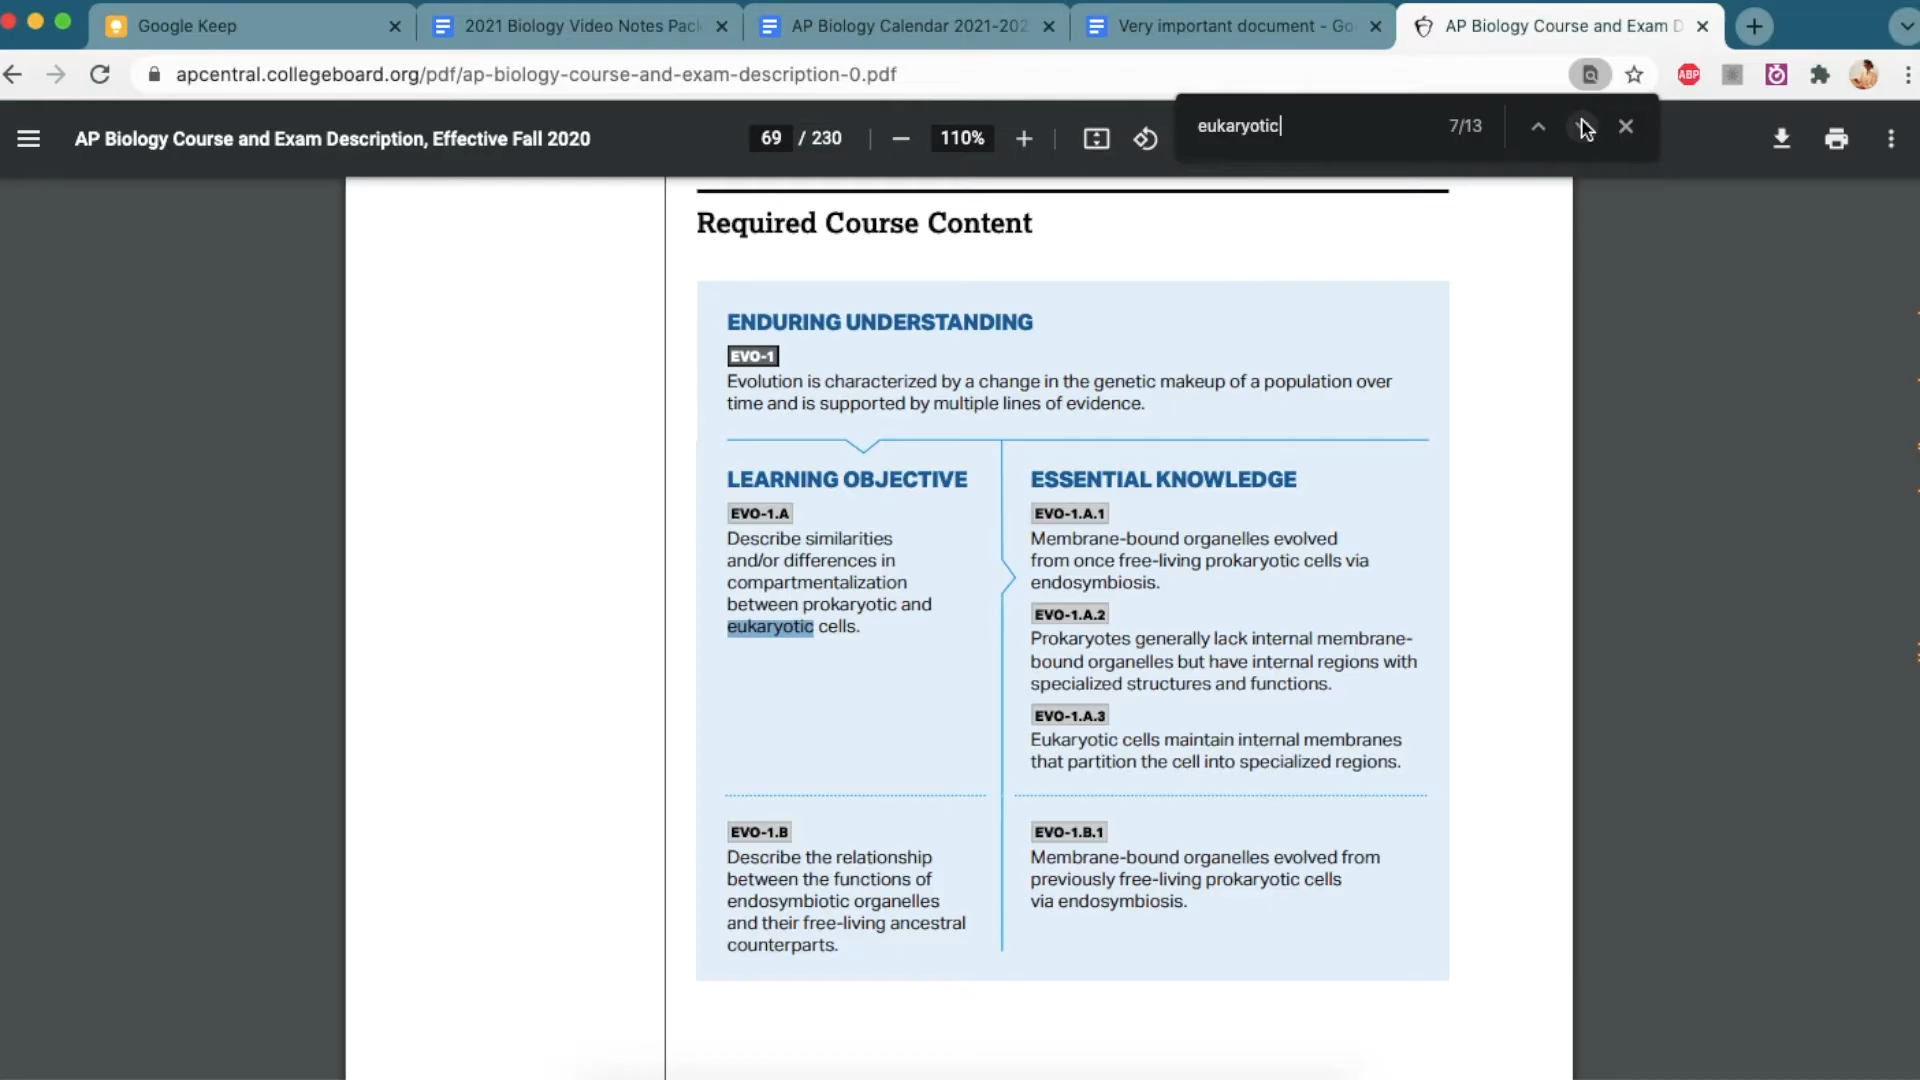 Google Keep
2021 Biology Video Notes Pack
AP Biology Calendar 2021-202
Very important document - Go
AP Biology Course and Exam D
apcentral.collegeboard.org/pdf/ap-biology-course-and-exam-description-0.pdf
ABP
AP Biology Course and Exam Description, Effective Fall 2020
69 / 230
110%
eukaryotic
7/13
Required Course Content
ENDURING UNDERSTANDING
EVO-1
Evolution is characterized by a change in the genetic makeup of a population over
time and is supported by multiple lines of evidence.
LEARNING OBJECTIVE
EVO-1.A
Describe similarities
and/or differences in
compartmentalization
between prokaryotic and
eukaryotic cells.
ESSENTIAL KNOWLEDGE
EVO-1.A.1
Membrane-bound organelles evolved
from once free-living prokaryotic cells via
endosymbiosis.
EVO-1.A.2
Prokaryotes generally lack internal membrane-
bound organelles but have internal regions with
specialized structures and functions.
EVO-1.A.3
Eukaryotic cells maintain internal membranes
that partition the cell into specialized regions.
EVO-1.B
Describe the relationship
between the functions of
endosymbiotic organelles
and their free-living ancestral
counterparts.
EVO-1.B.1
Membrane-bound organelles evolved from
previously free-living prokaryotic cells
via endosymbiosis.